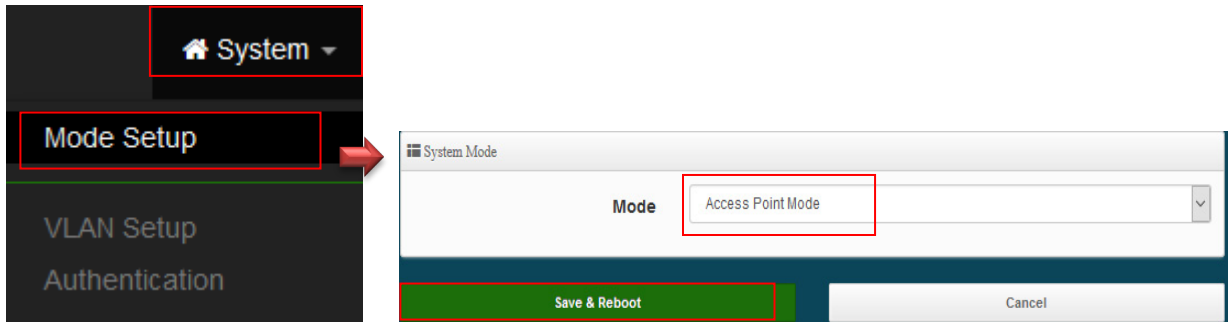 System
Mode Setup
VLAN Setup
Authentication
System Mode
Mode
Access Point Mode
Save & Reboot
Cancel